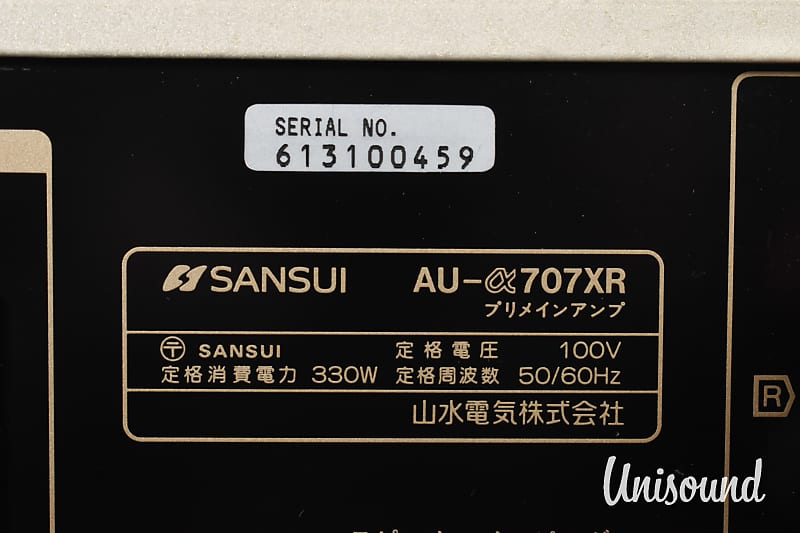 SERIAL NO.
613100459
SANSUI AU-α707XR
プリメインアンプ
〒 SANSUI 定格電圧 100V
定格消費電力 330W 定格周波数 50/60Hz
山水電気株式会社
R
Unisound